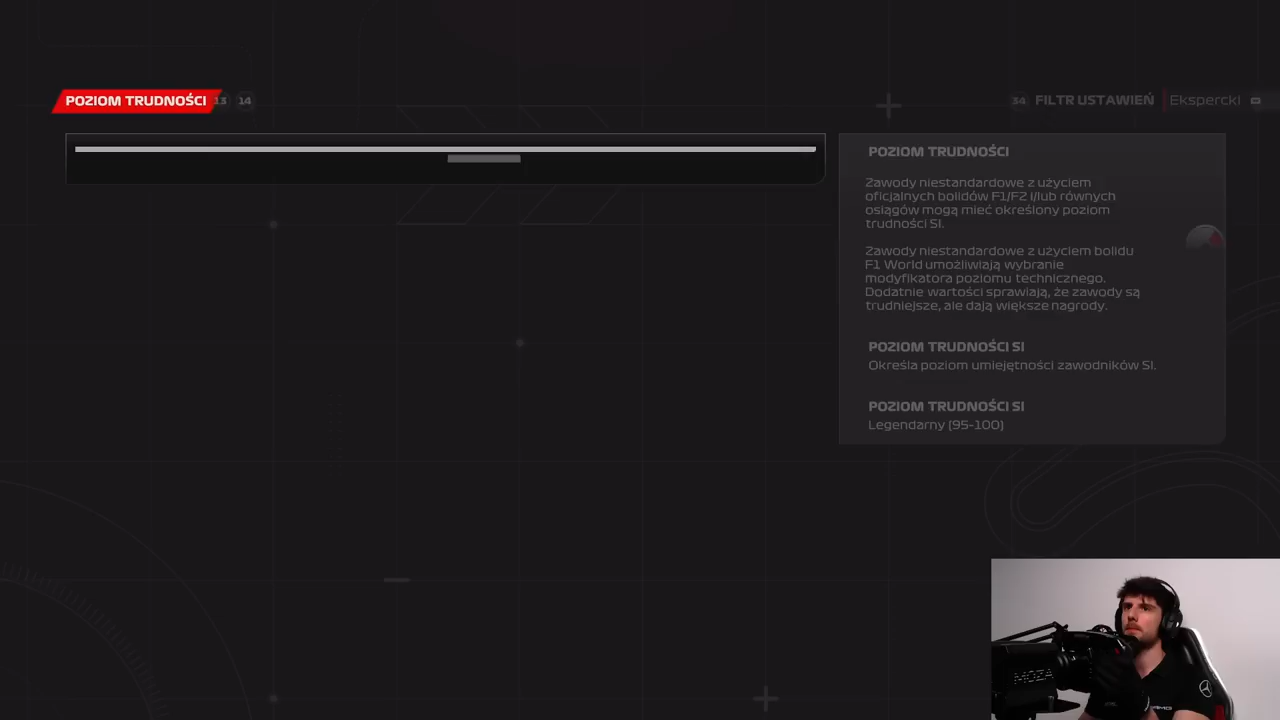 POZIOM TRUDNOŚCI 13 14
34 FILTR USTAWIEŃ Ekspercki
POZIOM TRUDNOŚCI
Zawody niestandardowe z użyciem
oficjalnych bolidów F1/F2 i/lub równych
osiągów mogą mieć określony poziom
trudności SI.
Zawody niestandardowe z użyciem bolidu
F1 World umożliwiają wybranie
modyfikatora poziomu technicznego.
Dodatnie wartości sprawiają, że zawody są
trudniejsze, ale dają większe nagrody.
POZIOM TRUDNOŚCI SI
Określa poziom umiejętności zawodników SI.
POZIOM TRUDNOŚCI SI
Legendarny (95-100)
MOZA